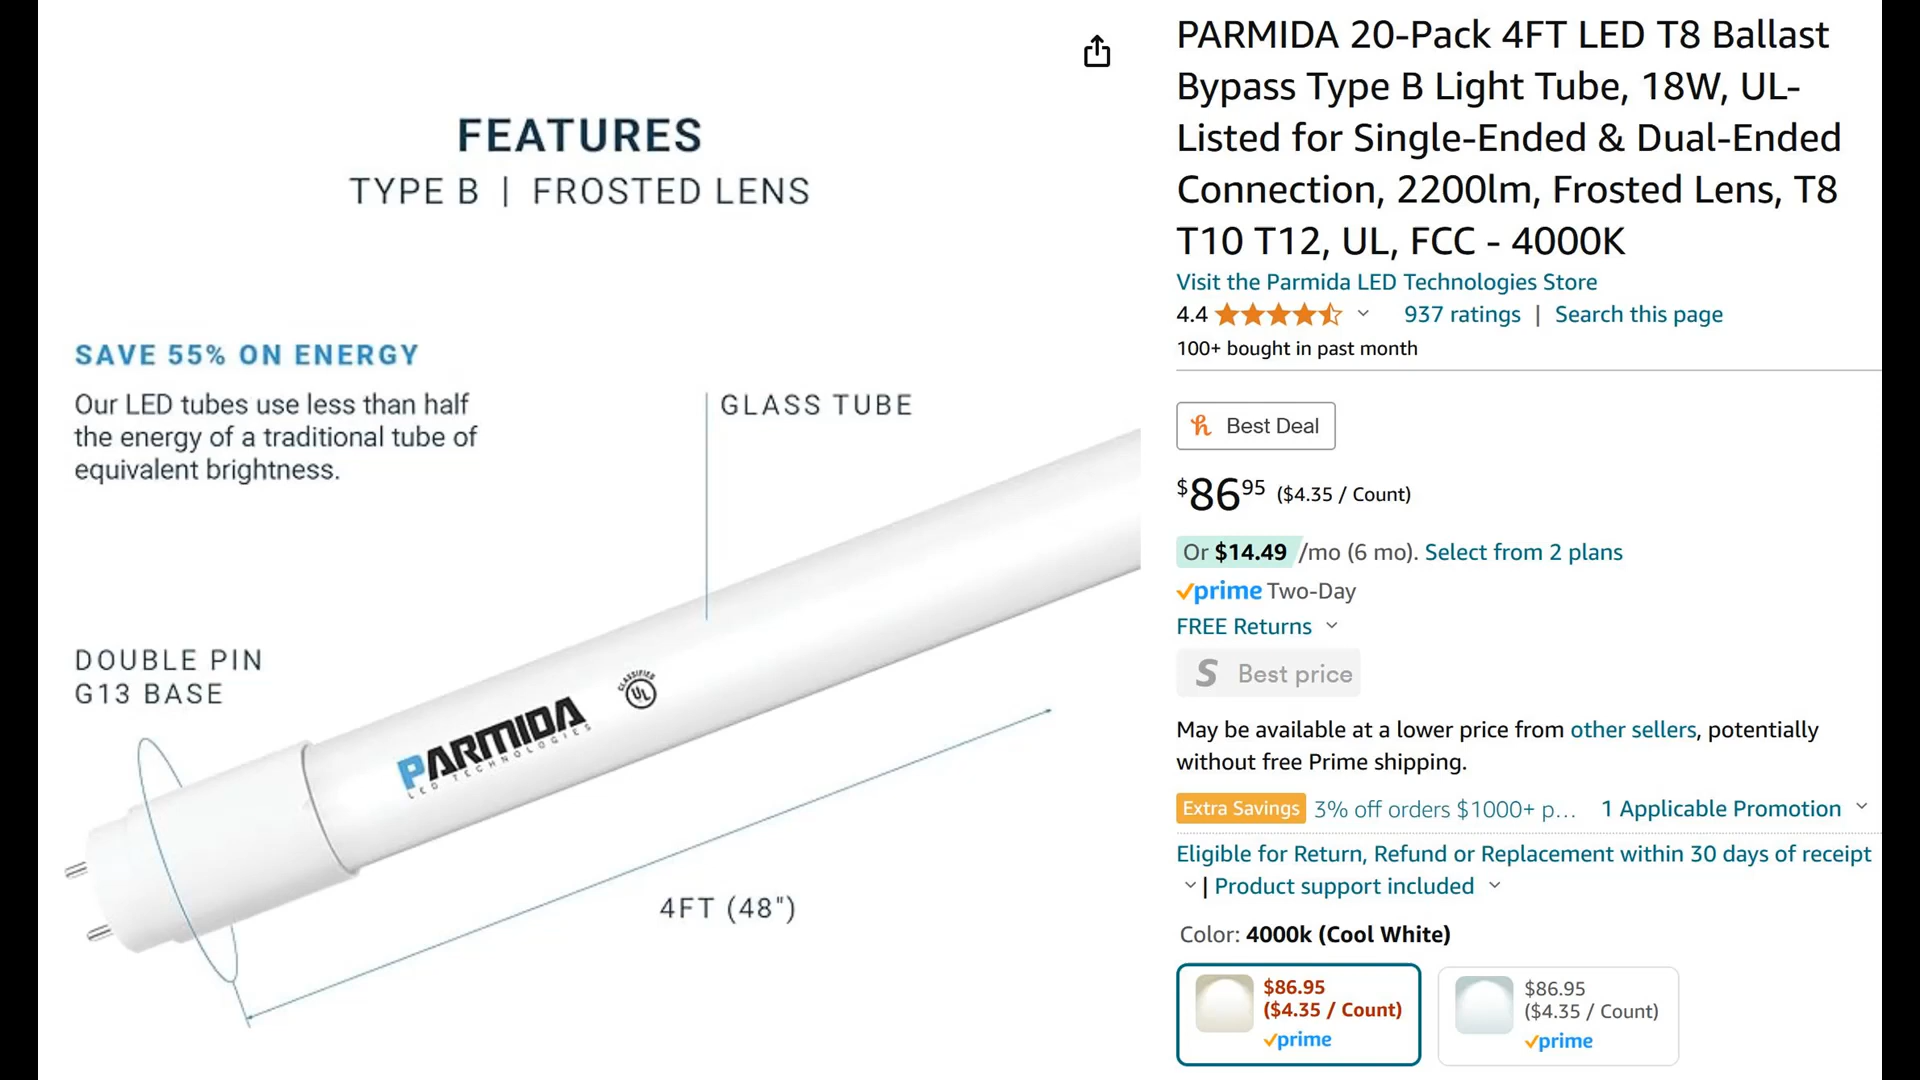 FEATURES
TYPE B | FROSTED LENS
SAVE 55% ON ENERGY
Our LED tubes use less than half
the energy of a traditional tube of
equivalent brightness.
GLASS TUBE
DOUBLE PIN
G13 BASE
PARMIDA
LED TECHNOLOGIES
CLASSIFIED
UL
4FT (48")
PARMIDA 20-Pack 4FT LED T8 Ballast
Bypass Type B Light Tube, 18W, UL-
Listed for Single-Ended & Dual-Ended
Connection, 2200lm, Frosted Lens, T8
T10 T12, UL, FCC - 4000K
Visit the Parmida LED Technologies Store
4.4 937 ratings | Search this page
100+ bought in past month
Best Deal
$86.95 ($4.35 / Count)
Or $14.49 /mo (6 mo). Select from 2 plans
prime Two-Day
FREE Returns
S Best price
May be available at a lower price from other sellers, potentially
without free Prime shipping.
Extra Savings 3% off orders $1000+ p... 1 Applicable Promotion
Eligible for Return, Refund or Replacement within 30 days of receipt
| Product support included
Color: 4000k (Cool White)
$86.95
($4.35 / Count)
prime
$86.95
($4.35 / Count)
prime